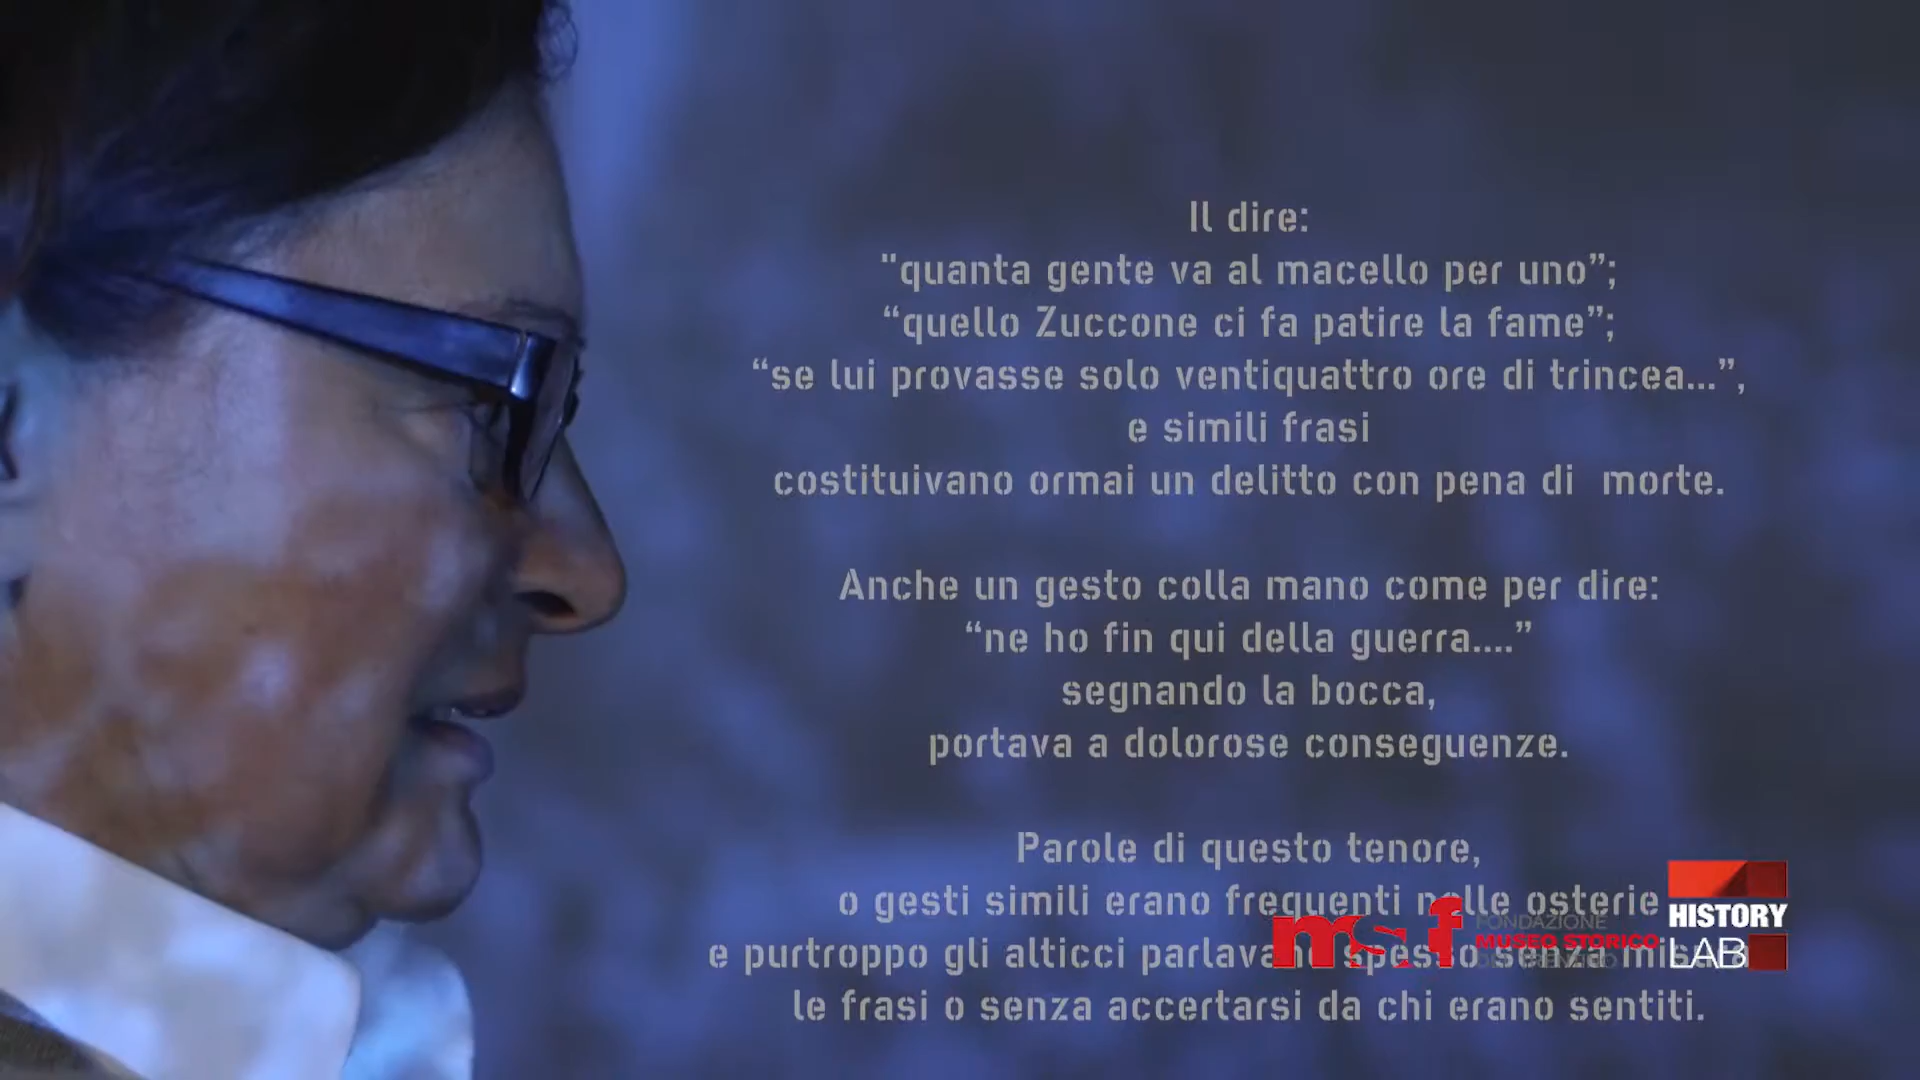 Il dire:
"quanta gente va al macello per uno”;
“quello Zuccone ci fa patire la fame”;
“se lui provasse solo ventiquattro ore di trincea...”,
e simili frasi
costituivano ormai un delitto con pena di morte.
Anche un gesto colla mano come per dire:
“ne ho fin qui della guerra....”
segnando la bocca,
portava a dolorose conseguenze.
Parole di questo tenore,
o gesti simili erano frequenti nelle osterie
e purtroppo gli alticci parlavano spesso senza
le frasi o senza accertarsi da chi erano sentiti.
msf FONDAZIONE
MUSEO STORICO
DEL TRENTINO
HISTORY
LAB